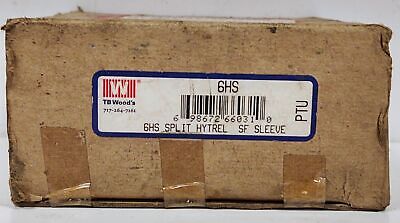 6HS
TB Wood's
717-264-7161
6 98672 66031 0
6HS SPLIT HYTREL SF SLEEVE
PTU